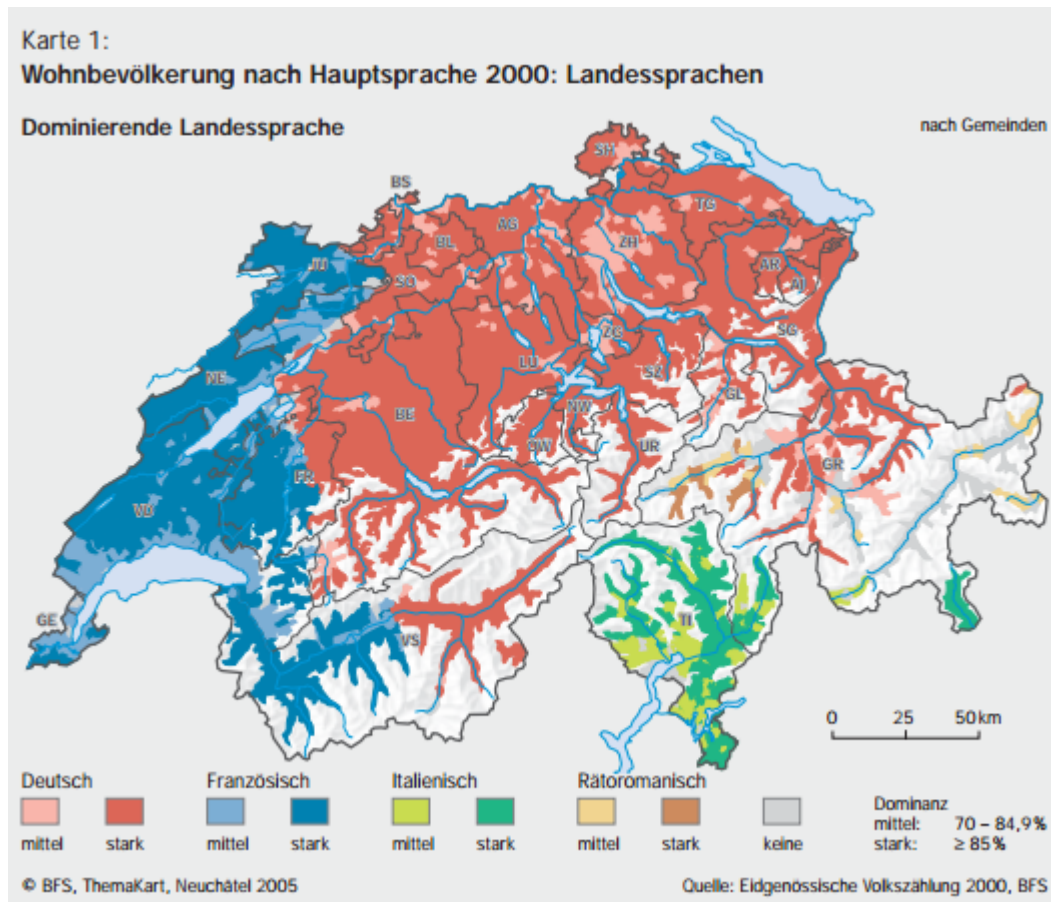 Karte 1:
Wohnbevölkerung nach Hauptsprache 2000: Landessprachen
Dominierende Landessprache
nach Gemeinden
SH
BS
TG
BL
AG
ZH
JU
SO
AR
AI
SG
ZG
LU
SZ
NE
GL
NW
BE
OW
UR
FR
GR
VD
GE
VS
TI
0 25 50 km
Deutsch Französisch Italienisch Rätoromanisch
mittel stark mittel stark mittel stark mittel stark keine
Dominanz
mittel: 70 – 84,9%
stark: ≥ 85%
© BFS, ThemaKart, Neuchâtel 2005
Quelle: Eidgenössische Volkszählung 2000, BFS